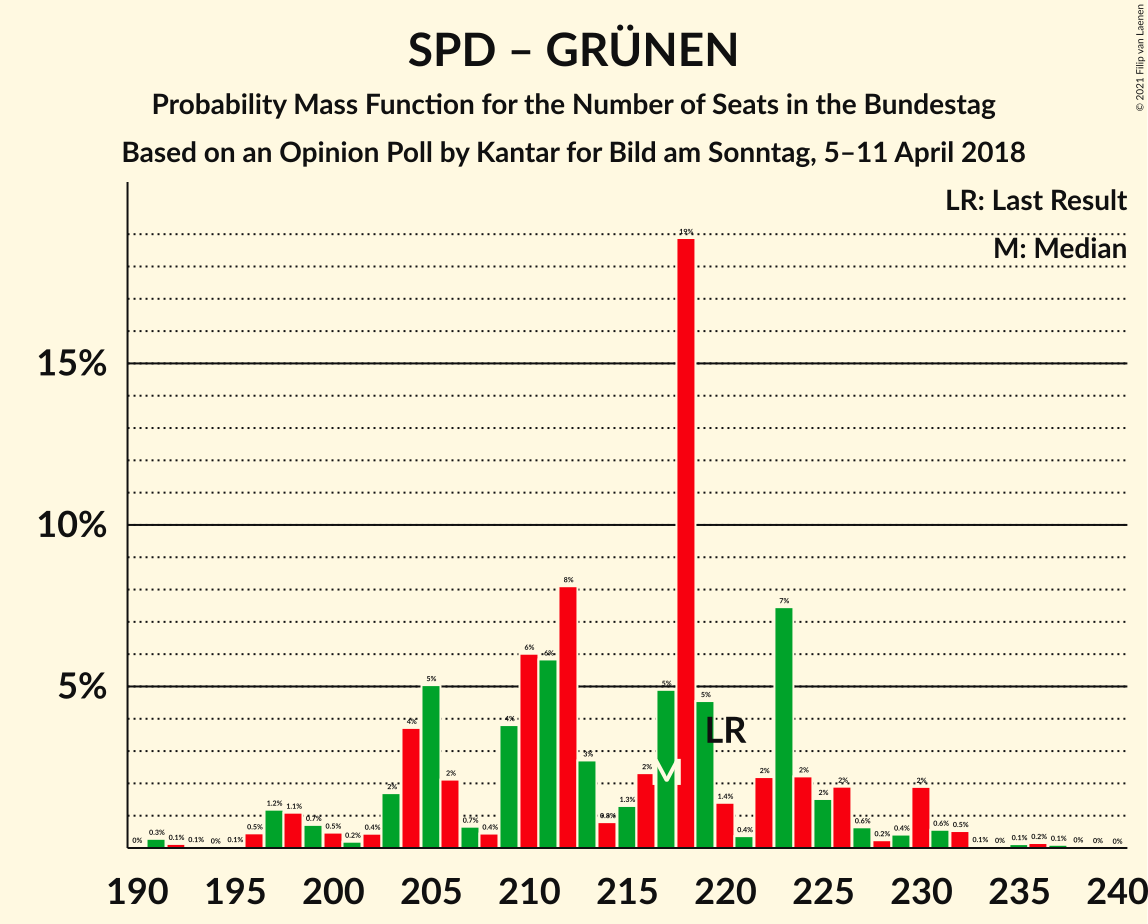 SPD – GRÜNEN
Probability Mass Function for the Number of Seats in the Bundestag
Based on an Opinion Poll by Kantar for Bild am Sonntag, 5–11 April 2018
© 2021 Filip van Laenen
LR: Last Result
M: Median
15%
10%
5%
0% 0.3% 0.1% 0.1% 0% 0.1% 0.5% 1.2% 1.1% 0.7% 0.5% 0.2% 0.4% 2% 4% 5% 2% 0.7% 0.4% 4% 6% 6% 8% 3% 0.8% 1.3% 2% 5% 19% 5% 1.4% 0.4% 2% 7% 2% 2% 2% 0.6% 0.2% 0.4% 2% 0.6% 0.5% 0.1% 0% 0.1% 0.2% 0.1% 0% 0% 0%
M
LR
190 195 200 205 210 215 220 225 230 235 240